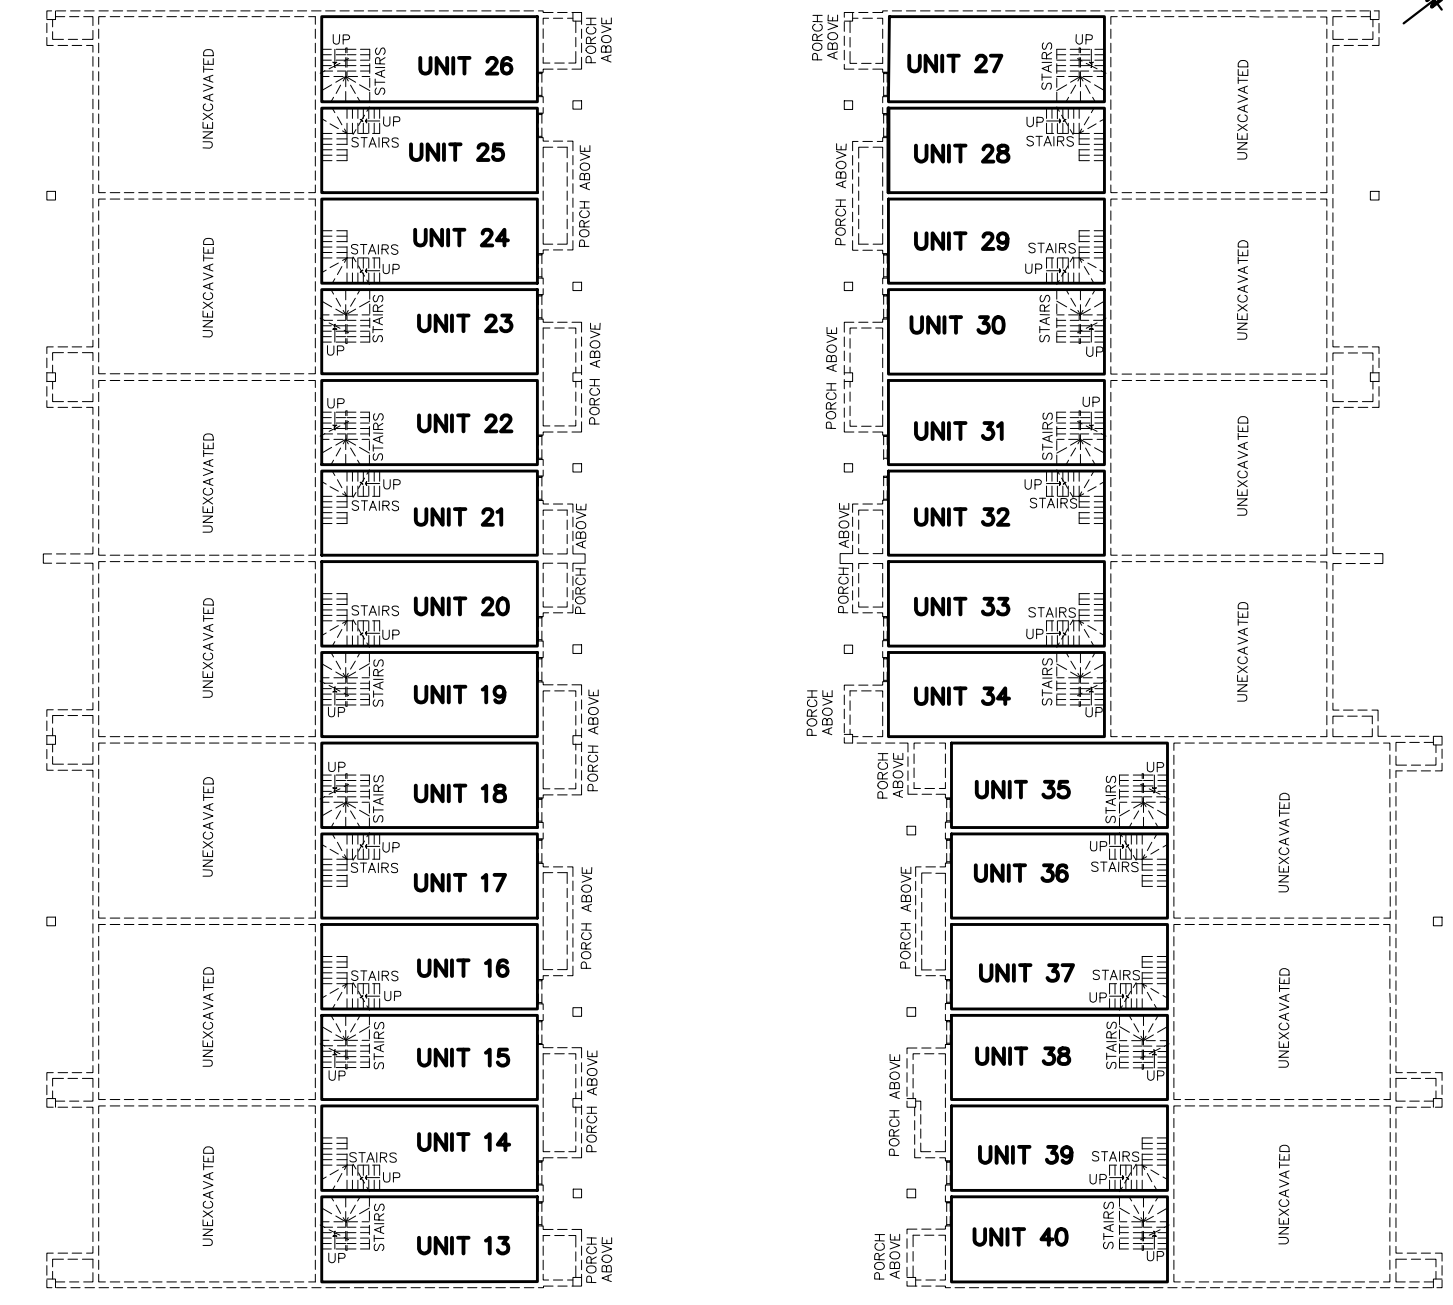 UP
STAIRS
UNIT 26
PORCH
ABOVE
UNEXCAVATED
UP
STAIRS
UNIT 25
PORCH ABOVE
STAIRS
UP
UNIT 24
UNEXCAVATED
STAIRS
UP
UNIT 23
PORCH ABOVE
UP
STAIRS
UNIT 22
UNEXCAVATED
UP
STAIRS
UNIT 21
PORCH ABOVE
STAIRS
UP
UNIT 20
UNEXCAVATED
STAIRS
UP
UNIT 19
PORCH ABOVE
UP
STAIRS
UNIT 18
PORCH ABOVE
UNEXCAVATED
UP
STAIRS
UNIT 17
PORCH ABOVE
STAIRS
UP
UNIT 16
UNEXCAVATED
STAIRS
UP
UNIT 15
PORCH ABOVE
STAIRS
UP
UNIT 14
UNEXCAVATED
STAIRS
UP
UNIT 13
PORCH
ABOVE
PORCH
ABOVE
UNIT 27
STAIRS
UP
UNEXCAVATED
UP
STAIRS
UNIT 28
PORCH ABOVE
UNIT 29
STAIRS
UP
UNEXCAVATED
UNIT 30
STAIRS
UP
PORCH ABOVE
UNIT 31
STAIRS
UP
UNEXCAVATED
UNIT 32
UP
STAIRS
PORCH ABOVE
UNIT 33
STAIRS
UP
UNEXCAVATED
UNIT 34
STAIRS
UP
PORCH
ABOVE
PORCH
ABOVE
UNIT 35
STAIRS
UP
UNEXCAVATED
UNIT 36
UP
STAIRS
PORCH ABOVE
UNIT 37
STAIRS
UP
UNEXCAVATED
UNIT 38
STAIRS
UP
PORCH ABOVE
UNIT 39
STAIRS
UP
UNEXCAVATED
UNIT 40
STAIRS
UP
PORCH
ABOVE